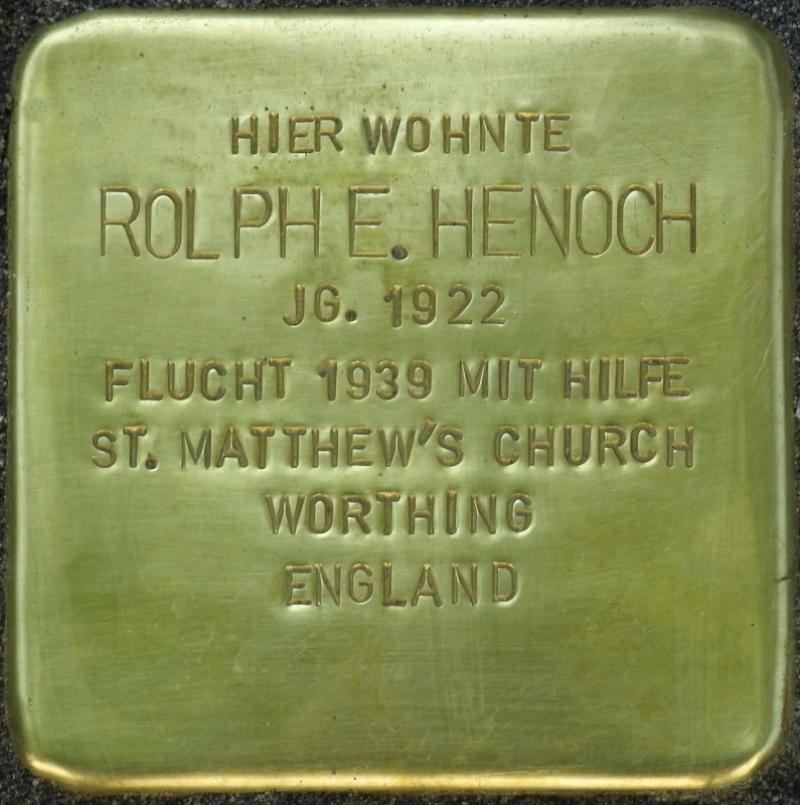 HIER WOHNTE
ROLPH E. HENOCH
JG. 1922
FLUCHT 1939 MIT HILFE
ST. MATTHEW'S CHURCH
WORTHING
ENGLAND